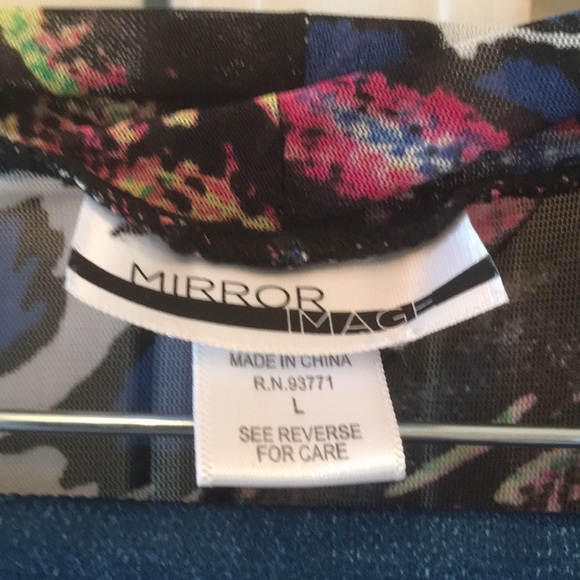 MIRROR
IMAGE
MADE IN CHINA
R.N.93771
L
SEE REVERSE
FOR CARE